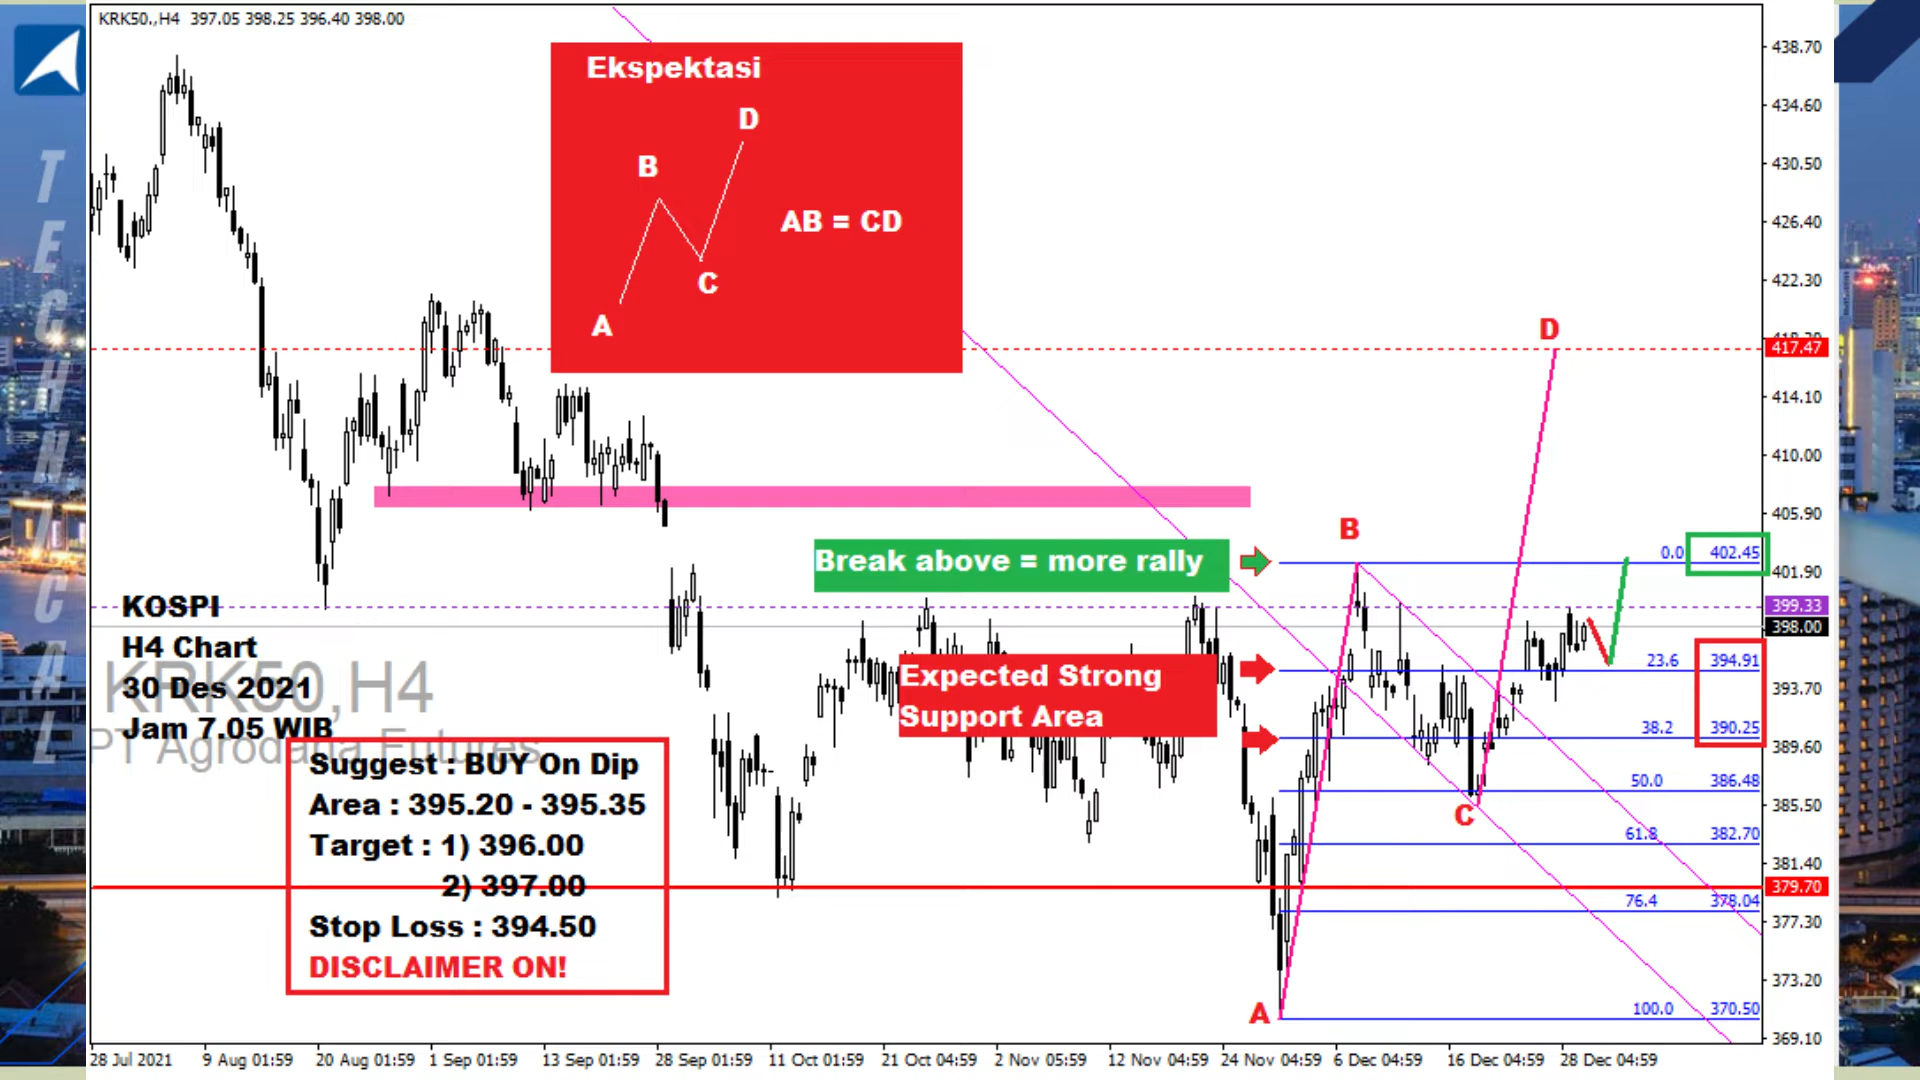 KRK50.,H4 397.05 398.25 396.40 398.00
TECHNICAL
Ekspektasi
D
B
AB = CD
C
A
438.70
434.60
430.50
426.40
422.30
417.47
414.10
410.00
405.90
401.90
399.33
398.00
393.70
389.60
385.50
381.40
379.70
377.30
373.20
369.10
D
B
C
A
Break above = more rally
Expected Strong
Support Area
0.0 402.45
23.6 394.91
38.2 390.25
50.0 386.48
61.8 382.70
76.4 378.04
100.0 370.50
KOSPI
H4 Chart
30 Des 2021
Jam 7.05 WIB
KRK50,H4
PT Agrodana Futures
Suggest : BUY On Dip
Area : 395.20 - 395.35
Target : 1) 396.00
2) 397.00
Stop Loss : 394.50
DISCLAIMER ON!
28 Jul 2021 9 Aug 01:59 20 Aug 01:59 1 Sep 01:59 13 Sep 01:59 28 Sep 01:59 11 Oct 01:59 21 Oct 04:59 2 Nov 05:59 12 Nov 04:59 24 Nov 04:59 6 Dec 04:59 16 Dec 04:59 28 Dec 04:59